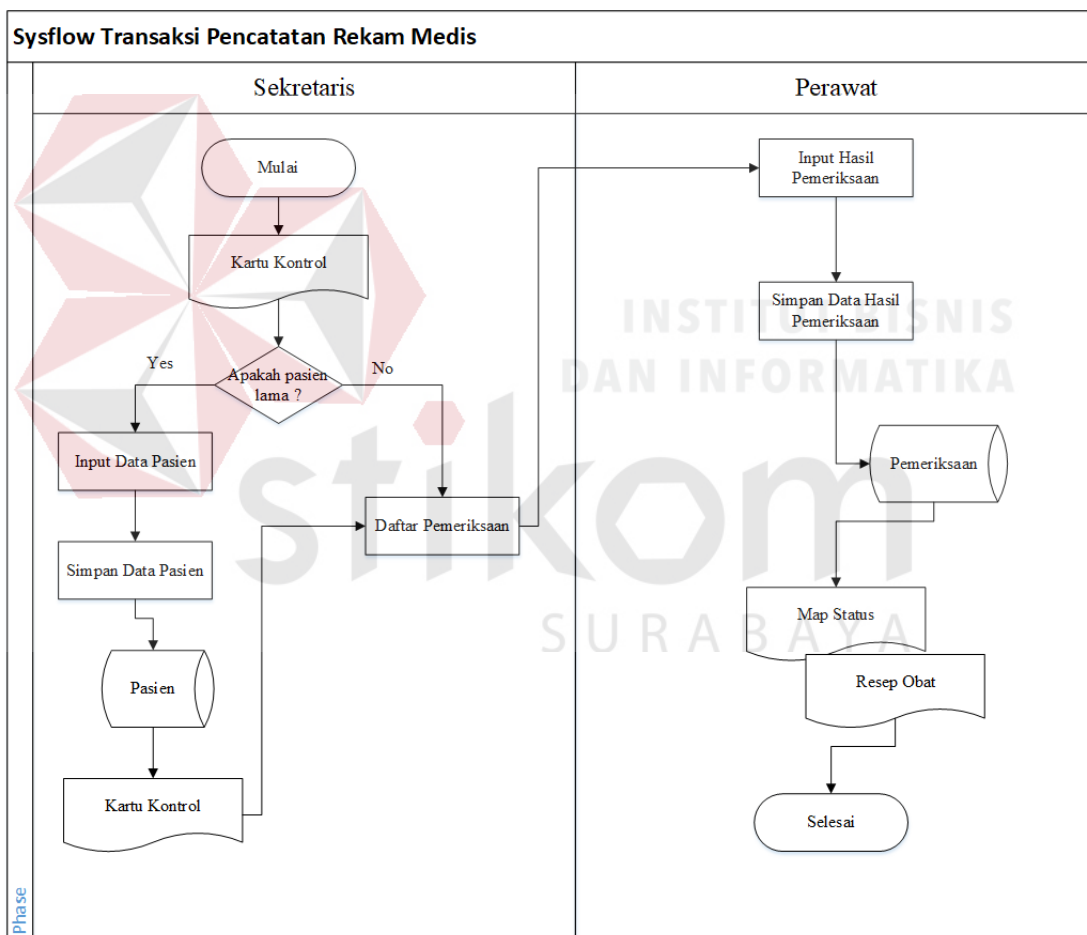 Sysflow Transaksi Pencatatan Rekam Medis
Sekretaris
Perawat
Mulai
Kartu Kontrol
Apakah pasien
lama ?
Yes
No
Input Data Pasien
Simpan Data Pasien
Pasien
Kartu Kontrol
Daftar Pemeriksaan
Input Hasil
Pemeriksaan
Simpan Data Hasil
Pemeriksaan
Pemeriksaan
Map Status
Resep Obat
Selesai
Phase
INSTITUT BISNIS
DAN INFORMATIKA
stikom
SURABAYA